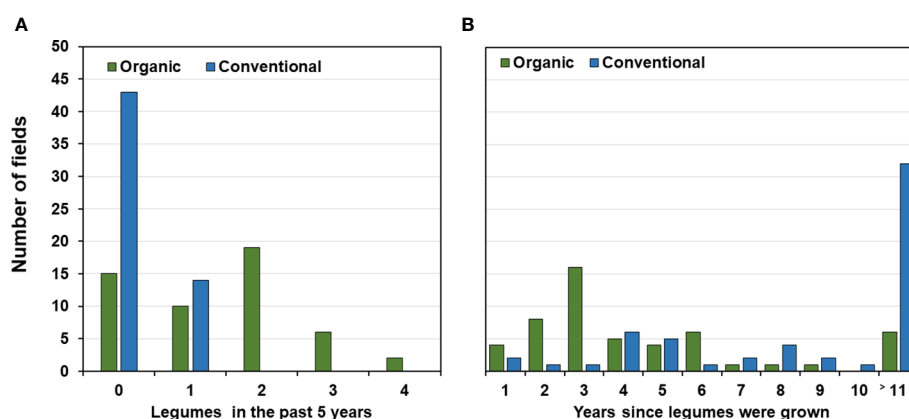 A
B
Organic Conventional
Organic Conventional
Number of fields
50
45
40
35
30
25
20
15
10
5
0
0 1 2 3 4
Legumes in the past 5 years
1 2 3 4 5 6 7 8 9 10 > 11
Years since legumes were grown